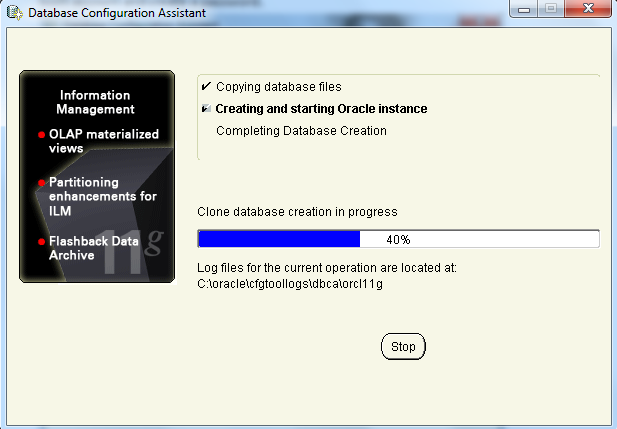 Database Configuration Assistant
Information
Management
OLAP materialized
views
Partitioning
enhancements for
ILM
Flashback Data
Archive
11g
Copying database files
Creating and starting Oracle instance
Completing Database Creation
Clone database creation in progress
40%
Log files for the current operation are located at:
C:\oracle\cfgtoollogs\dbca\orcl11g
Stop